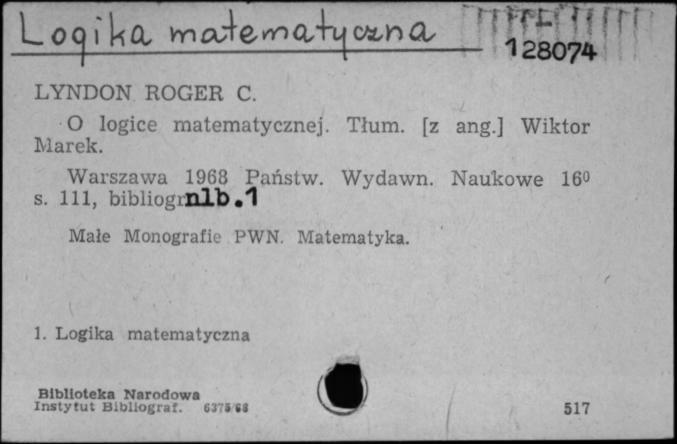 Logika matematyczna
128074
LYNDON ROGER C.
O logice matematycznej. Tłum. [z ang.] Wiktor
Marek.
Warszawa 1968 Państw. Wydawn. Naukowe 16⁰
s. 111, bibliogr nlb.1
Małe Monografie PWN. Matematyka.
1. Logika matematyczna
Biblioteka Narodowa
Instytut Bibliograf. 6375/68
517